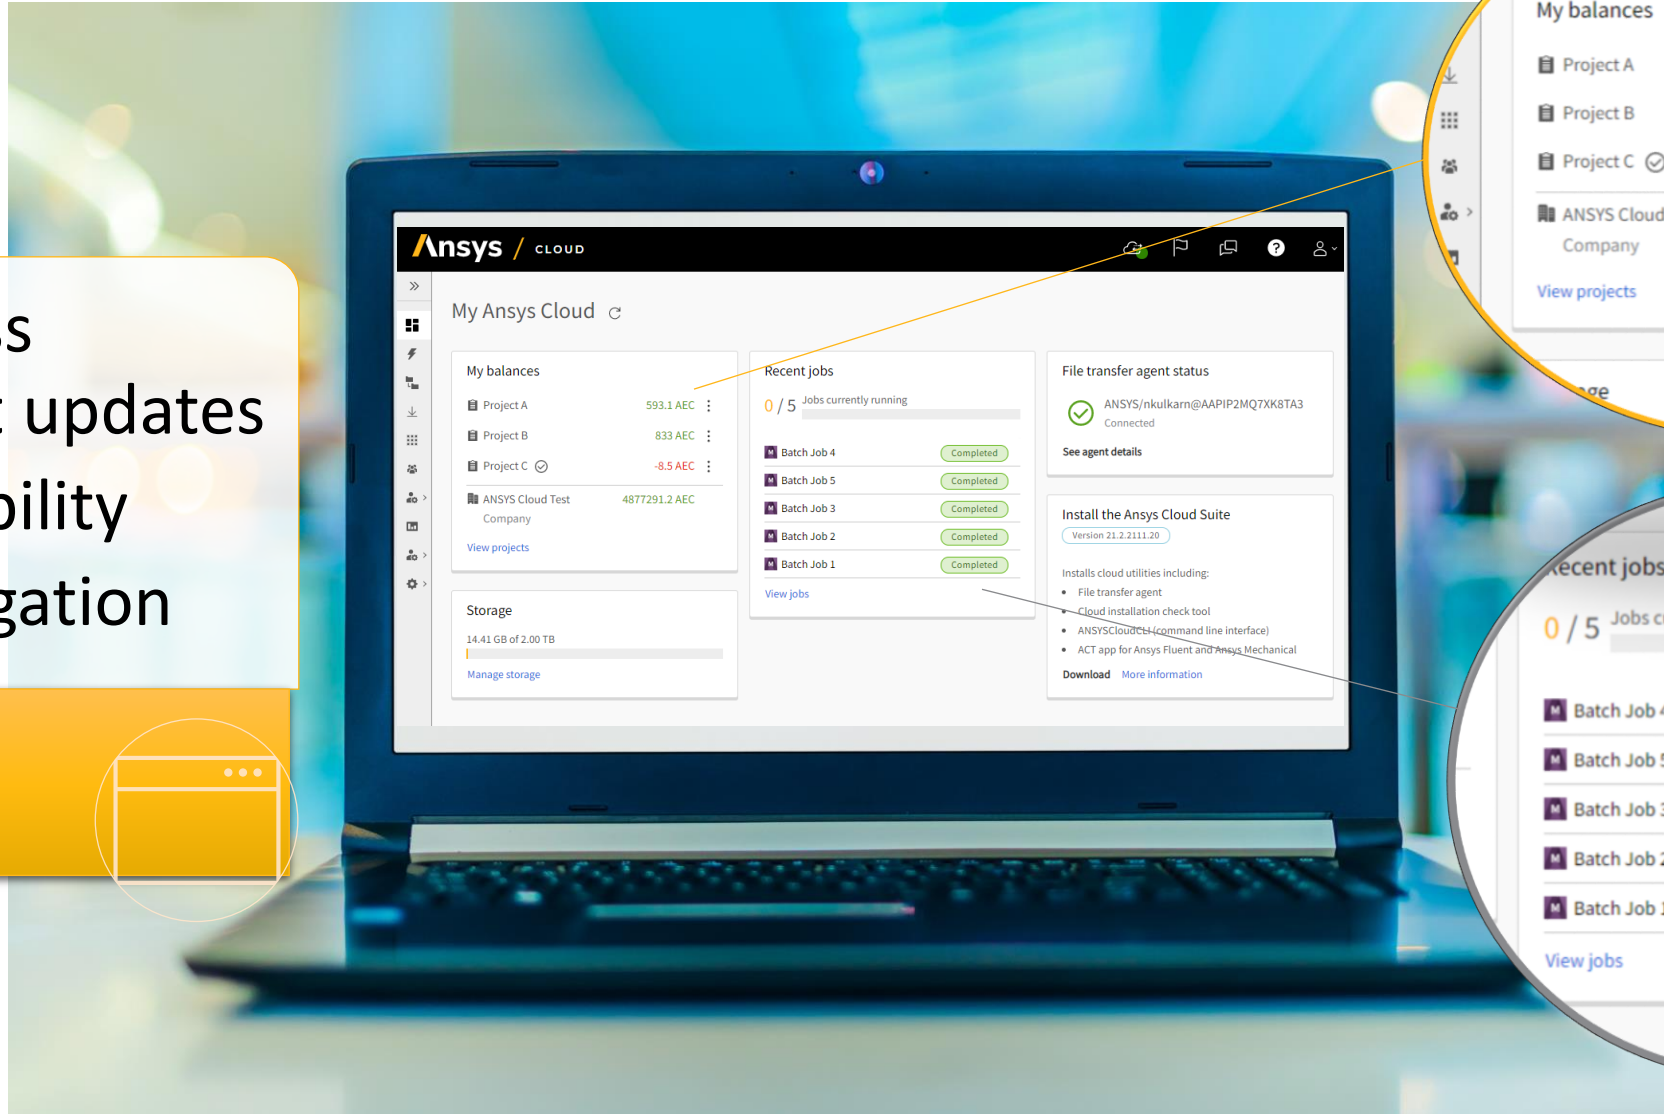 updates
Ansys / CLOUD
My Ansys Cloud
My balances
Project A 593.1 AEC
Project B 833 AEC
Project C -8.5 AEC
ANSYS Cloud Test 4877291.2 AEC
Company
View projects
Storage
14.41 GB of 2.00 TB
Manage storage
Recent jobs
0 / 5 Jobs currently running
Batch Job 4 Completed
Batch Job 5 Completed
Batch Job 3 Completed
Batch Job 2 Completed
Batch Job 1 Completed
View jobs
File transfer agent status
ANSYS/nkulkarn@AAPIP2MQ7XK8TA3
Connected
See agent details
Install the Ansys Cloud Suite
Version 21.2.2111.20
Installs cloud utilities including:
• File transfer agent
• Cloud installation check tool
• ANSYSCloudCLI (command line interface)
• ACT app for Ansys Fluent and Ansys Mechanical
Download More information
My balances
Project A
Project B
Project C
ANSYS Cloud
Company
View projects
Recent jobs
0 / 5 Jobs
Batch Job
Batch Job
Batch Job
Batch Job
Batch Job
View jobs